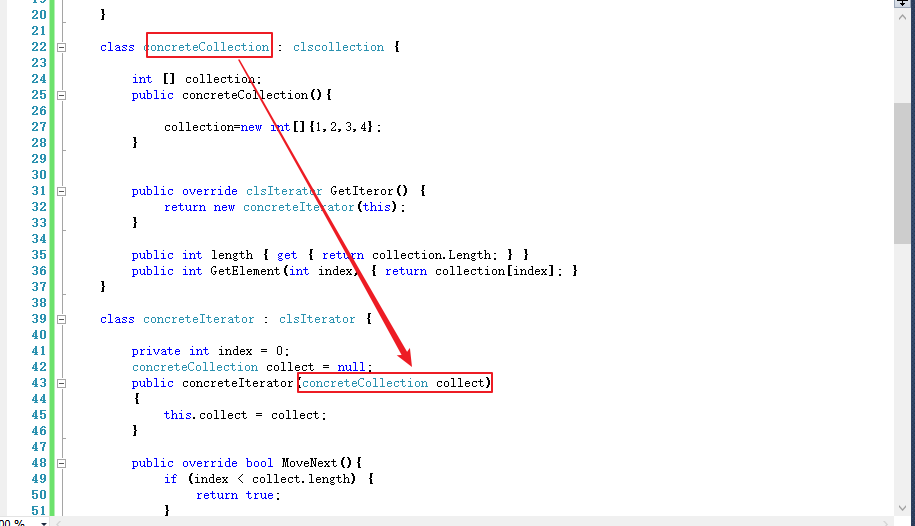 20 }
21
22 class concreteCollection : clscollection {
23
24 int [] collection;
25 public concreteCollection(){
26
27 collection=new int[]{1,2,3,4};
28 }
29
30
31 public override clsIterator GetIteror() {
32 return new concreteIterator(this);
33 }
34
35 public int length { get { return collection.Length; } }
36 public int GetElement(int index) { return collection[index]; }
37 }
38
39 class concreteIterator : clsIterator {
40
41 private int index = 0;
42 concreteCollection collect = null;
43 public concreteIterator(concreteCollection collect)
44 {
45 this.collect = collect;
46 }
47
48 public override bool MoveNext(){
49 if (index < collect.length) {
50 return true;
51 }